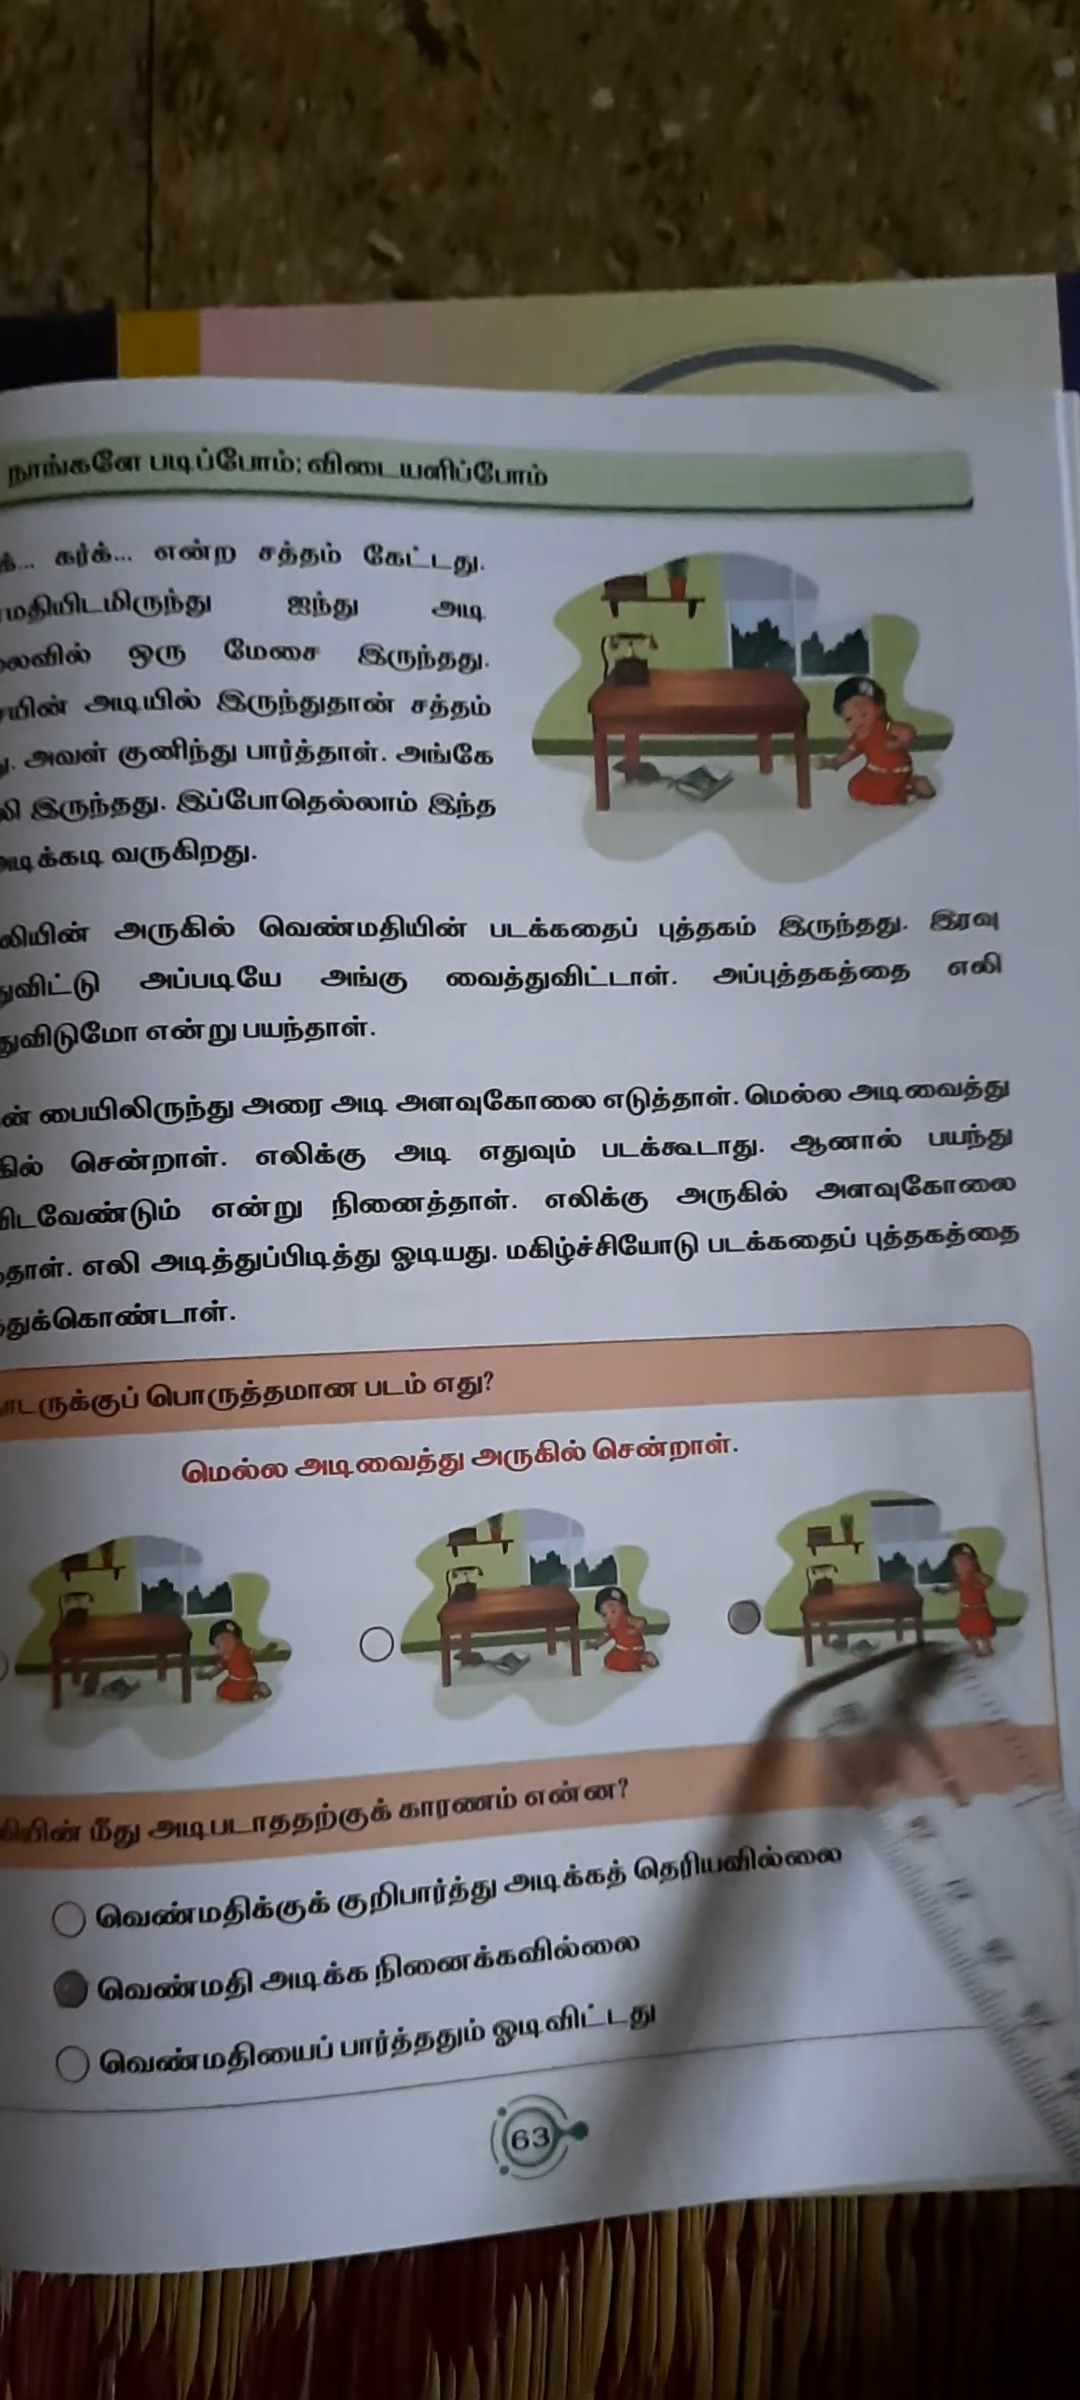 நாங்களே படிப்போம்; விடையளிப்போம்
கர்க்... என்ற சத்தம் கேட்டது.
மதியிடமிருந்து ஐந்து அடி
ஒரு மேசை இருந்தது.
அடியில் இருந்துதான் சத்தம்
அவள் குனிந்து பார்த்தாள். அங்கே
இருந்தது. இப்போதெல்லாம் இந்த
அடிக்கடி வருகிறது.
லியின் அருகில் வெண்மதியின் படக்கதைப் புத்தகம் இருந்தது. இரவு
துவிட்டு அப்படியே அங்கு வைத்துவிட்டாள். அப்புத்தகத்தை எலி
துவிடுமோ என்று பயந்தாள்.
ன் பையிலிருந்து அரை அடி அளவுகோலை எடுத்தாள். மெல்ல அடிவைத்து
கில் சென்றாள். எலிக்கு அடி எதுவும் படக்கூடாது. ஆனால் பயந்து
விடவேண்டும் என்று நினைத்தாள். எலிக்கு அருகில் அளவுகோலை
தாள். எலி அடித்துப்பிடித்து ஓடியது. மகிழ்ச்சியோடு படக்கதைப் புத்தகத்தை
த்துக்கொண்டாள்.
டருக்குப் பொருத்தமான படம் எது?
மெல்ல அடிவைத்து அருகில் சென்றாள்.
யின் மீது அடிபடாததற்குக் காரணம் என்ன?
வெண்மதிக்குக் குறிபார்த்து அடிக்கத் தெரியவில்லை
வெண்மதி அடிக்க நினைக்கவில்லை
வெண்மதியைப் பார்த்ததும் ஓடிவிட்டது
63